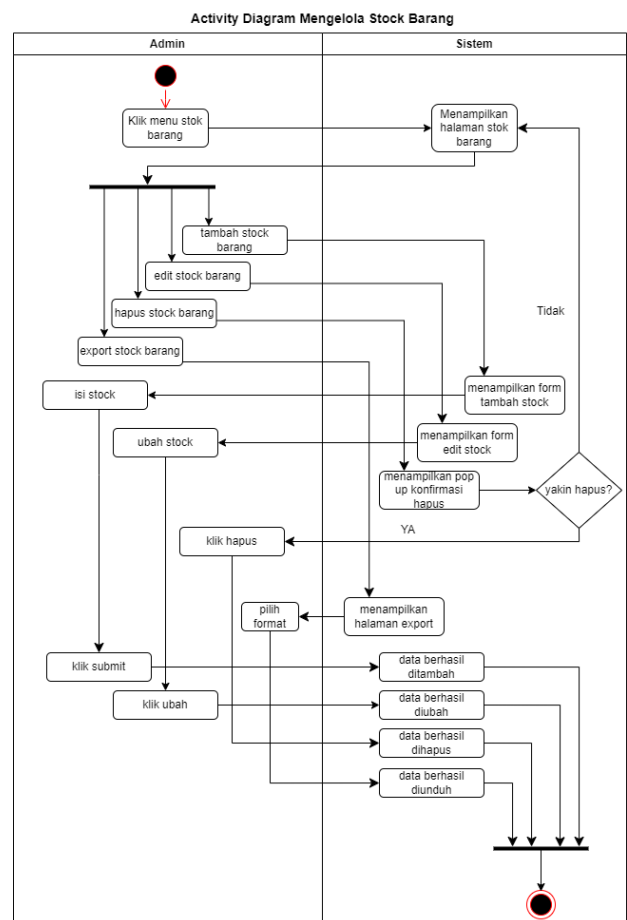 Activity Diagram Mengelola Stock Barang
Admin
Sistem
Klik menu stok
barang
Menampilkan
halaman stok
barang
tambah stock
barang
edit stock barang
hapus stock barang
Tidak
export stock barang
menampilkan form
tambah stock
isi stock
menampilkan form
edit stock
ubah stock
menampilkan pop
up konfirmasi
hapus
yakin hapus?
YA
klik hapus
pilih
format
menampilkan
halaman export
klik submit
data berhasil
ditambah
klik ubah
data berhasil
diubah
data berhasil
dihapus
data berhasil
diunduh